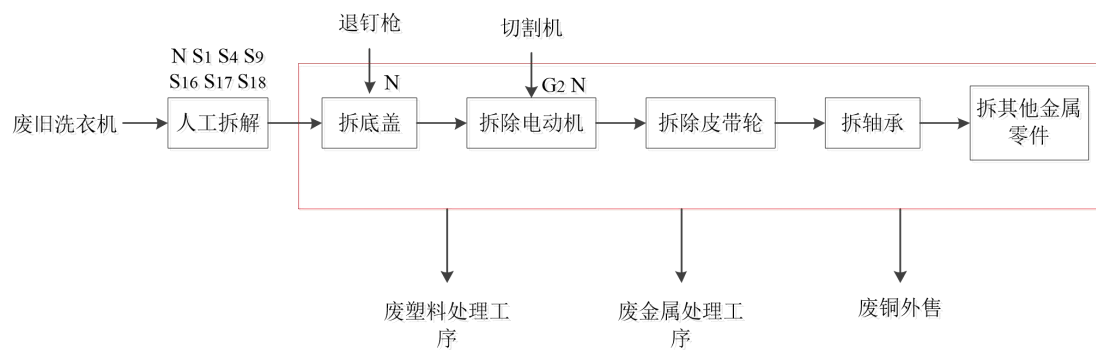 退钉枪
切割机
N S1 S4 S9
S16 S17 S18
N
G2 N
废旧洗衣机
人工拆解
拆底盖
拆除电动机
拆除皮带轮
拆轴承
拆其他金属
零件
废塑料处理工
序
废金属处理工
序
废铜外售